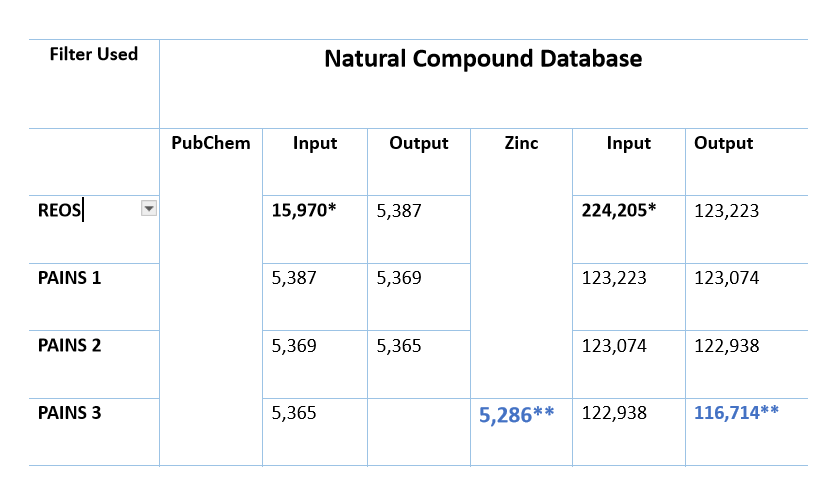 Filter Used Natural Compound Database
PubChem Input Output Zinc Input Output
REOS 15,970* 5,387 224,205* 123,223
PAINS 1 5,387 5,369 123,223 123,074
PAINS 2 5,369 5,365 123,074 122,938
PAINS 3 5,365 5,286** 122,938 116,714**